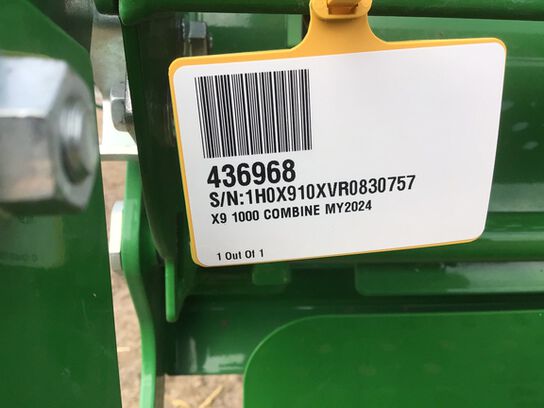 436968
S/N:1H0X910XVR0830757
X9 1000 COMBINE MY2024
1 Out Of 1